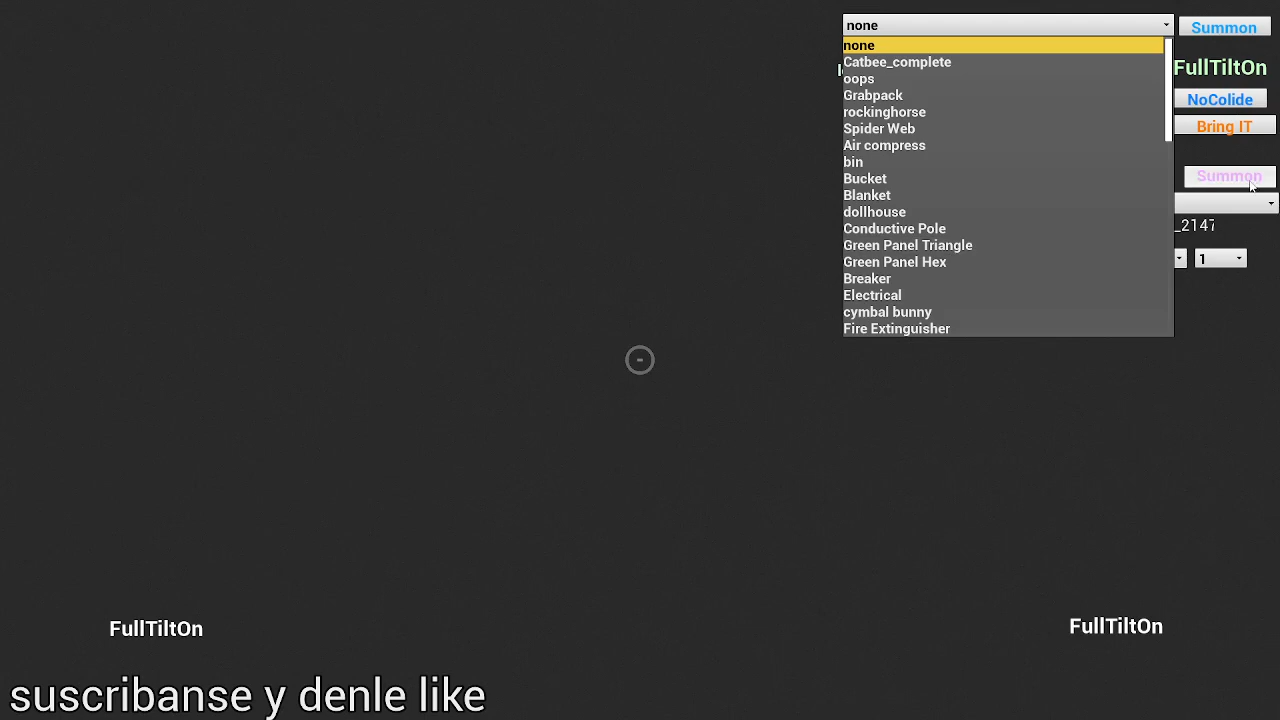 none
Summon
none
Catbee_complete
oops
Grabpack
rockinghorse
Spider Web
Air compress
bin
Bucket
Blanket
dollhouse
Conductive Pole
Green Panel Triangle
Green Panel Hex
Breaker
Electrical
cymbal bunny
Fire Extinguisher
FullTiltOn
NoColide
Bring IT
Summon
_2147
1
FullTiltOn
FullTiltOn
suscribanse y denle like